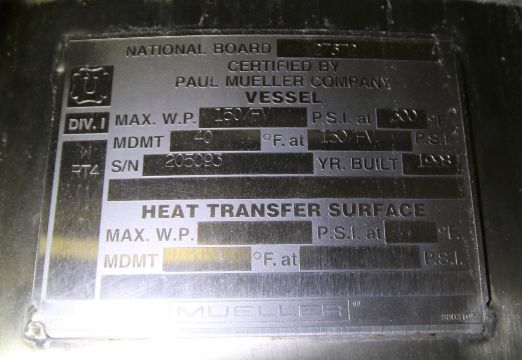 NATIONAL BOARD 27672
CERTIFIED BY
PAUL MUELLER COMPANY
U
VESSEL
DIV. I MAX. W.P. 150/FV P.S.I. at 300 °F.
MDMT 40 °F. at 150/FV P.S.I.
RT4 S/N 205093 YR. BUILT 1998
HEAT TRANSFER SURFACE
MAX. W.P. P.S.I. at °F.
MDMT °F. at P.S.I.
MUELLER ®